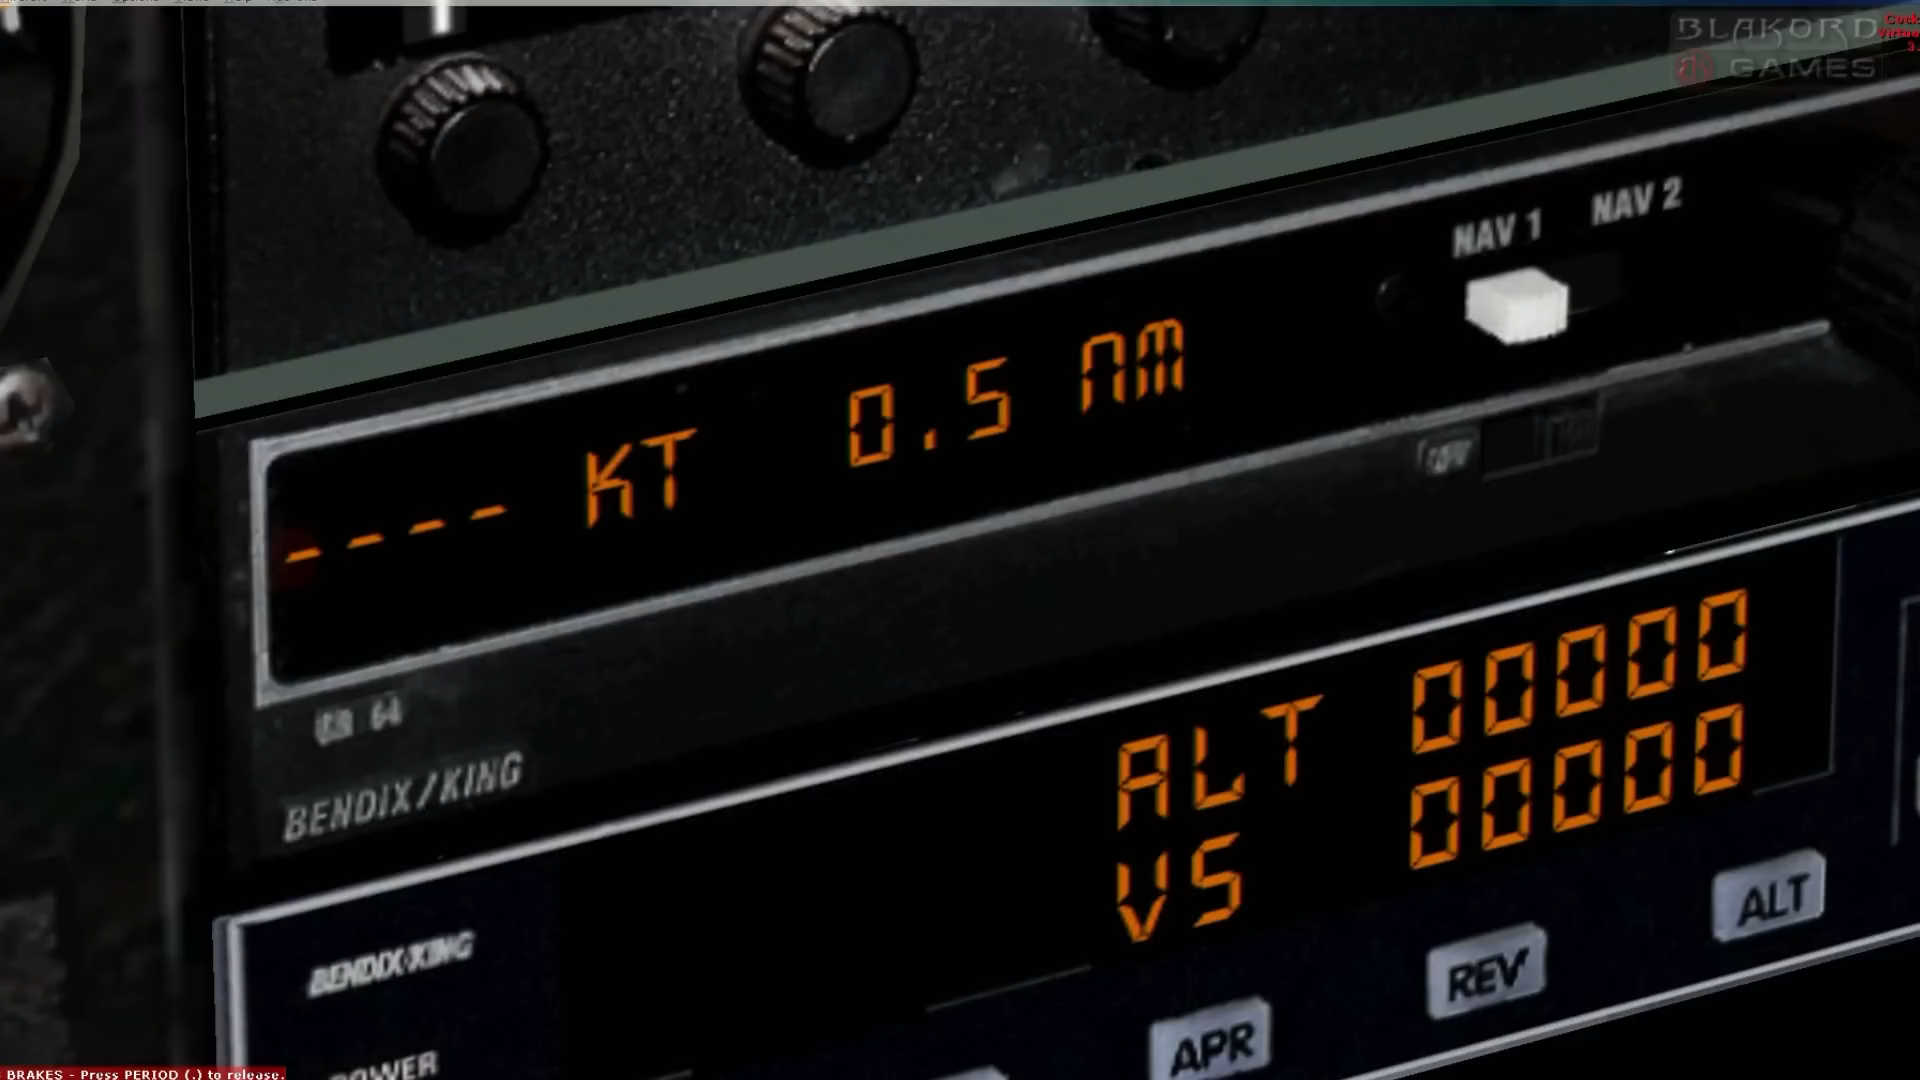 BLAKORD
GAMES
NAV 1 NAV 2
---- KT 0.5 NM
BENDIX/KING
ALT 00000
VS 00000
BENDIX/KING
ALT
REV
APR
POWER
BRAKES - Press PERIOD (.) to release.